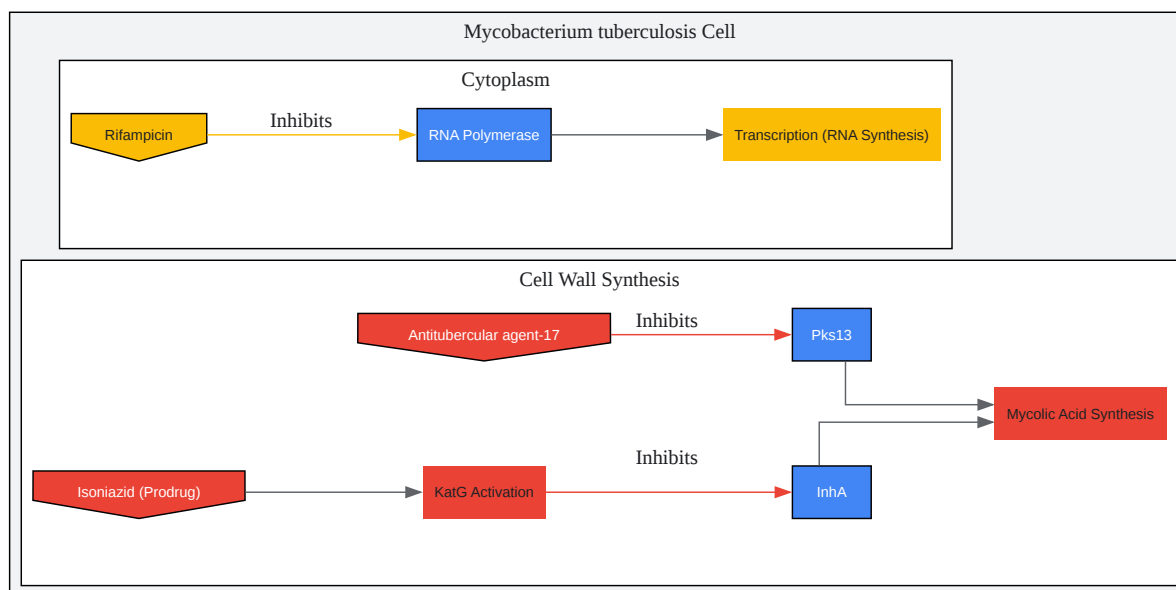 Mycobacterium tuberculosis Cell
Cytoplasm
Rifampicin
Inhibits
RNA Polymerase
Transcription (RNA Synthesis)
Cell Wall Synthesis
Antitubercular agent-17
Inhibits
Pks13
Mycolic Acid Synthesis
Isoniazid (Prodrug)
KatG Activation
Inhibits
InhA